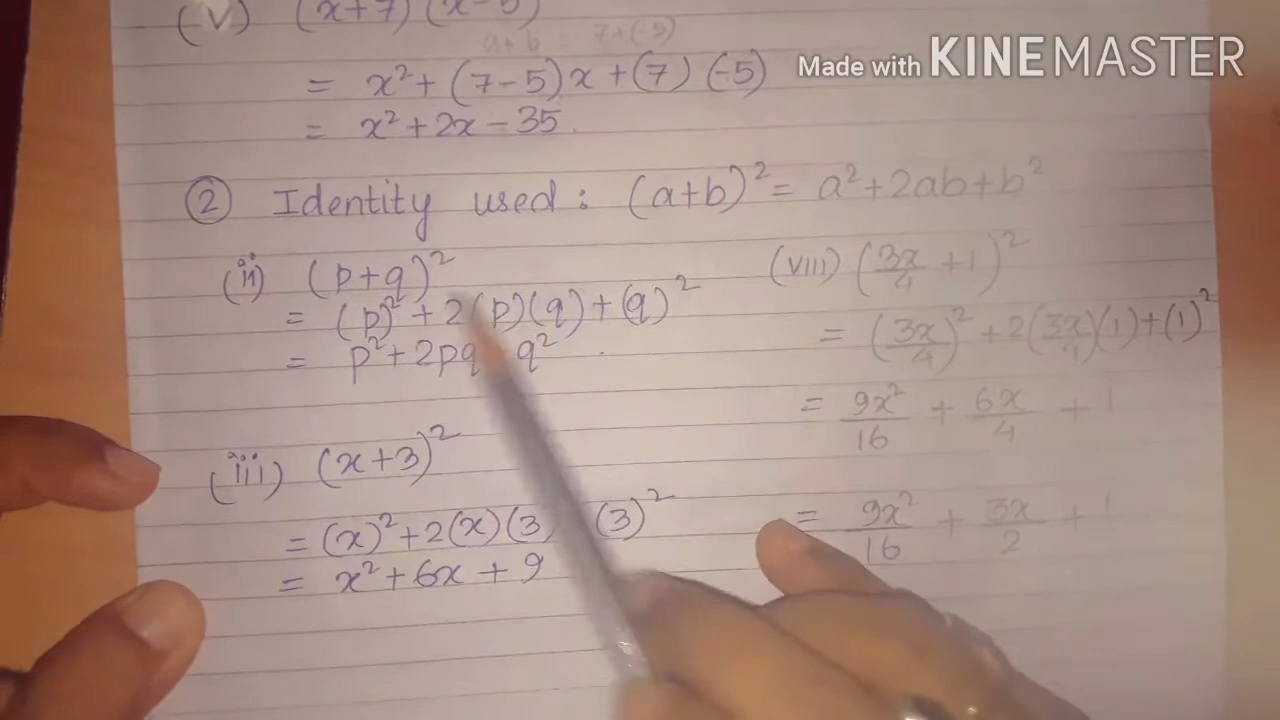 (v) (x+7)(x-5)
a+b = 7+(-5)
= x²+(7-5)x+(7)(-5)
= x²+2x-35.
Made with KINEMASTER
② Identity used : (a+b)² = a²+2ab+b²
(ii) (p+q)²
= (p)²+2(p)(q)+(q)²
= p²+2pq q²
(iii) (x+3)²
= (x)²+2(x)(3 (3)²
= x²+6x+9
(viii) (3x/4 +1)²
= (3x/4)²+2(3x/4)(1)+(1)²
= 9x²/16 + 6x/4 + 1
= 9x²/16 + 3x/2 + 1